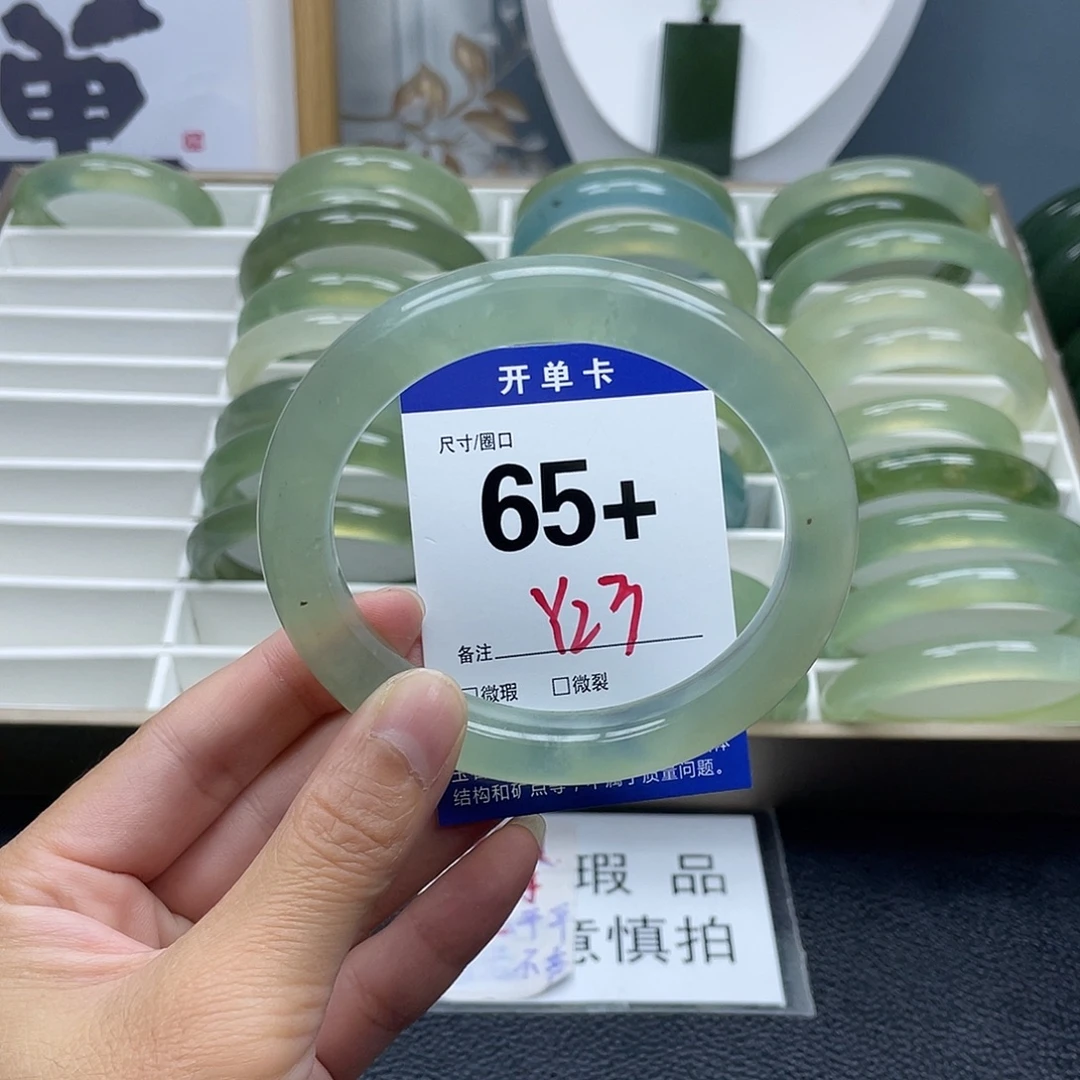 开单卡
尺寸/圈口
65+
Y23
备注
□微瑕 □微裂
结构和矿点等，不属于质量问题。
瑕品
意慎拍